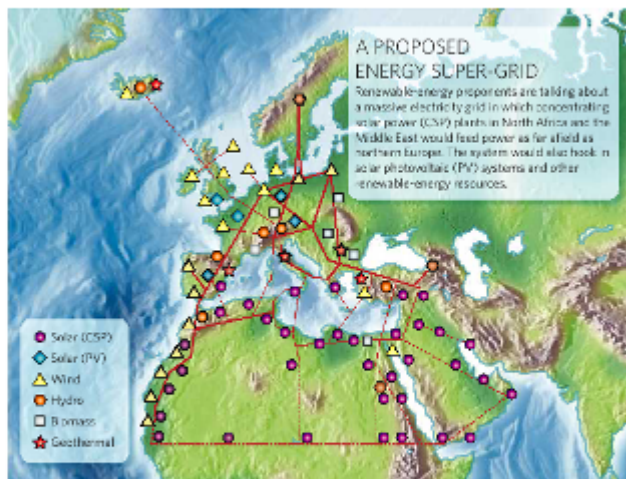 A PROPOSED
ENERGY SUPER-GRID
Renewable-energy proponents are talking about
a massive electricity grid in which concentrating
solar power (CSP) plants in North Africa and the
Middle East would feed power as far afield as
northern Europe. The system would also hook in
solar photovoltaic (PV) systems and other
renewable-energy resources.
Solar (CSP)
Solar (PV)
Wind
Hydro
Biomass
Geothermal